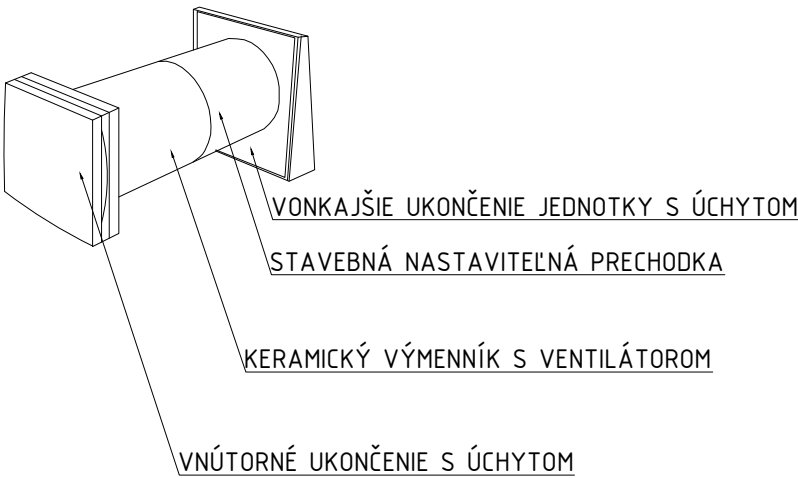 VONKAJŠIE UKONČENIE JEDNOTKY S ÚCHYTOM
STAVEBNÁ NASTAVITEĽNÁ PRECHODKA
KERAMICKÝ VÝMENNÍK S VENTILÁTOROM
VNÚTORNÉ UKONČENIE S ÚCHYTOM